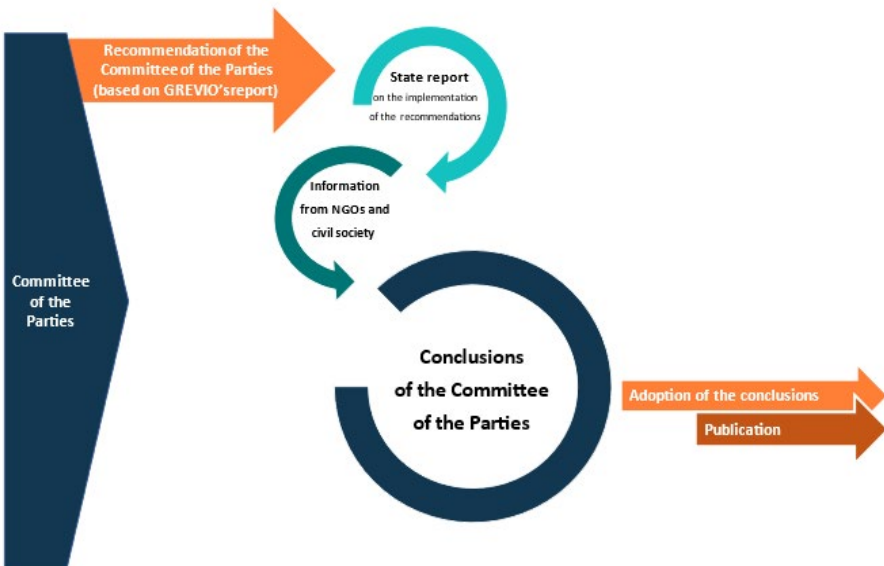 Recommendation of the
Committee of the Parties
(based on GREVIO'sreport)
State report
on the implementation
of the recommendations
Information
from NGOs and
civil society
Committee
of the
Parties
Conclusions
of the Committee
of the Parties
Adoption of the conclusions
Publication